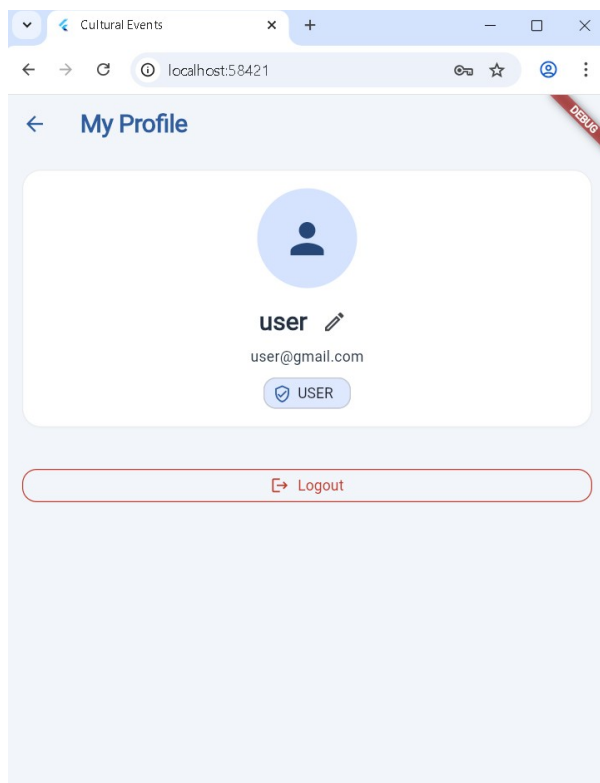 Cultural Events
localhost:58421
DEBUG
My Profile
user
user@gmail.com
USER
Logout